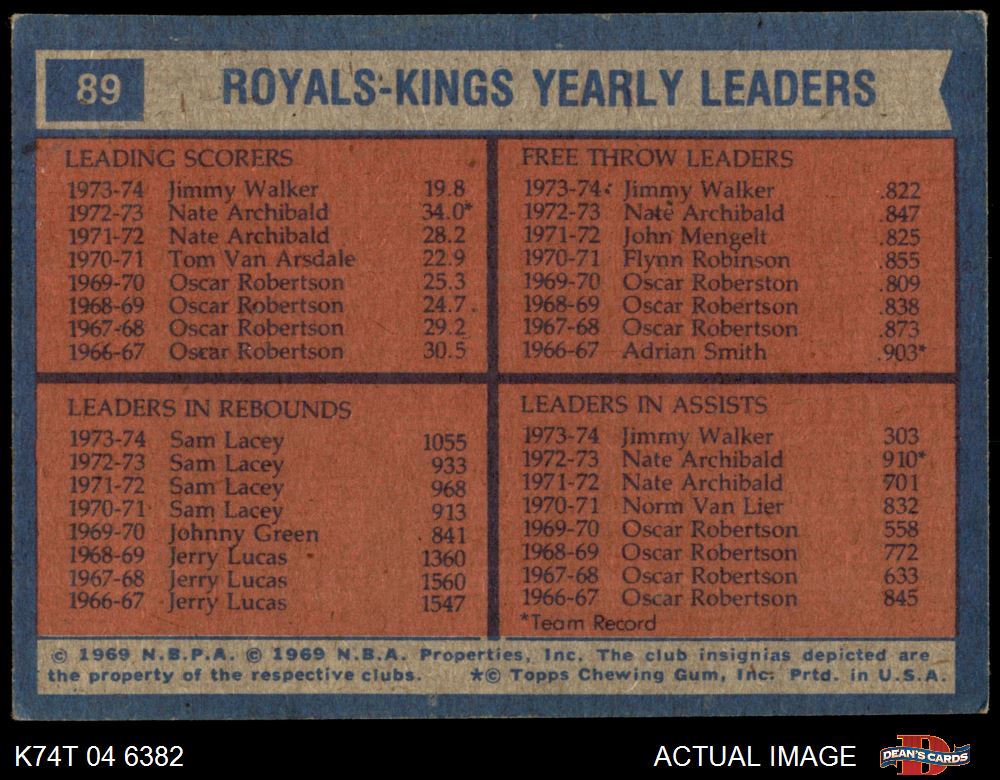 89 ROYALS-KINGS YEARLY LEADERS
LEADING SCORERS
1973-74 Jimmy Walker 19.8
1972-73 Nate Archibald 34.0*
1971-72 Nate Archibald 28.2
1970-71 Tom Van Arsdale 22.9
1969-70 Oscar Robertson 25.3
1968-69 Oscar Robertson 24.7
1967-68 Oscar Robertson 29.2
1966-67 Oscar Robertson 30.5
FREE THROW LEADERS
1973-74 Jimmy Walker .822
1972-73 Nate Archibald .847
1971-72 John Mengelt .825
1970-71 Flynn Robinson .855
1969-70 Oscar Roberston .809
1968-69 Oscar Robertson .838
1967-68 Oscar Robertson .873
1966-67 Adrian Smith .903*
LEADERS IN REBOUNDS
1973-74 Sam Lacey 1055
1972-73 Sam Lacey 933
1971-72 Sam Lacey 968
1970-71 Sam Lacey 913
1969-70 Johnny Green 841
1968-69 Jerry Lucas 1360
1967-68 Jerry Lucas 1560
1966-67 Jerry Lucas 1547
LEADERS IN ASSISTS
1973-74 Jimmy Walker 303
1972-73 Nate Archibald 910*
1971-72 Nate Archibald 701
1970-71 Norm Van Lier 832
1969-70 Oscar Robertson 558
1968-69 Oscar Robertson 772
1967-68 Oscar Robertson 633
1966-67 Oscar Robertson 845
*Team Record
© 1969 N.B.P.A. © 1969 N.B.A. Properties, Inc. The club insignias depicted are
the property of the respective clubs. *© Topps Chewing Gum, Inc. Prtd. in U.S.A.
K74T 04 6382 ACTUAL IMAGE D DEAN'S CARDS